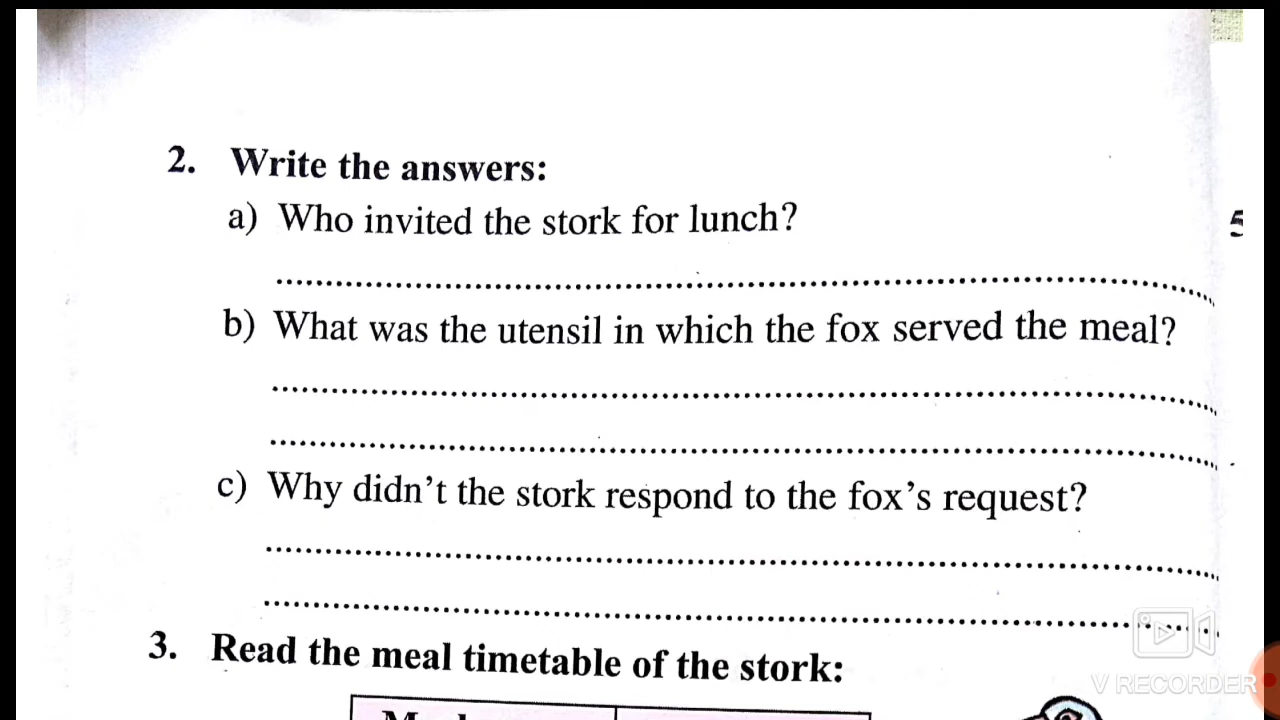 2. Write the answers:
a) Who invited the stork for lunch?
5
b) What was the utensil in which the fox served the meal?
c) Why didn't the stork respond to the fox's request?
3. Read the meal timetable of the stork:
V RECORDER